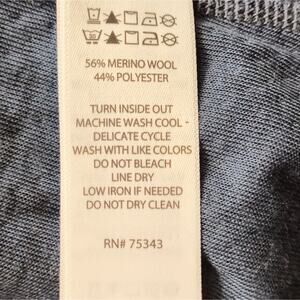 56% MERINO WOOL
44% POLYESTER
TURN INSIDE OUT
MACHINE WASH COOL -
DELICATE CYCLE
WASH WITH LIKE COLORS
DO NOT BLEACH
LINE DRY
LOW IRON IF NEEDED
DO NOT DRY CLEAN
RN# 75343